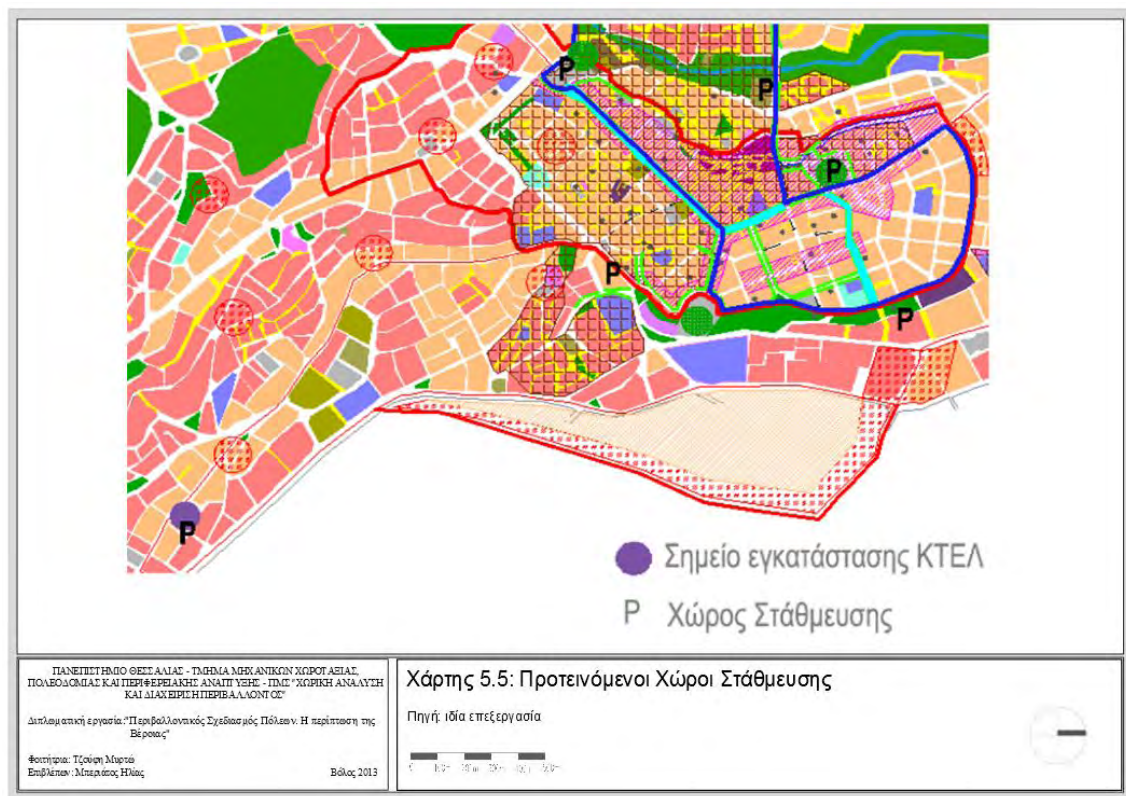 P
P
P
P
P
P
Σημείο εγκατάστασης ΚΤΕΛ
P Χώρος Στάθμευσης
ΠΑΝΕΠΙΣΤΗΜΙΟ ΘΕΣΣΑΛΙΑΣ - ΤΜΗΜΑ ΜΗΧΑΝΙΚΩΝ ΧΩΡΟΤΑΞΙΑΣ,
ΠΟΛΕΟΔΟΜΙΑΣ ΚΑΙ ΠΕΡΙΦΕΡΕΙΑΚΗΣ ΑΝΑΠΤΥΞΗΣ - ΠΜΣ "ΧΩΡΙΚΗ ΑΝΑΛΥΣΗ
ΚΑΙ ΔΙΑΧΕΙΡΙΣΗ ΠΕΡΙΒΑΛΛΟΝΤΟΣ"
Διπλωματική εργασία:"Περιβαλλοντικός Σχεδιασμός Πόλεων. Η περίπτωση της
Βέροιας"
Φοιτήτρια: Τζούφη Μυρτώ
Επιβλέπων: Μπεριάτος Ηλίας Βόλος 2013
Χάρτης 5.5: Προτεινόμενοι Χώροι Στάθμευσης
Πηγή: ιδία επεξεργασία